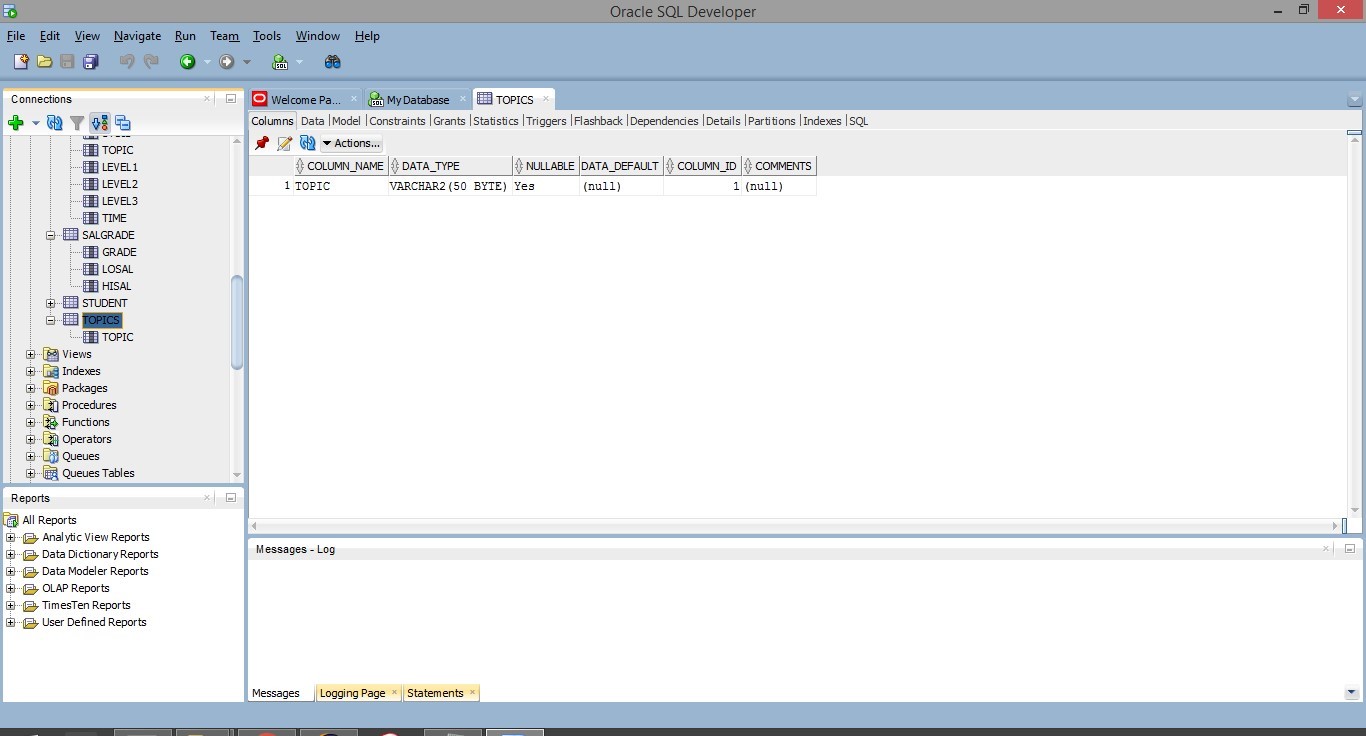 Oracle SQL Developer
File Edit View Navigate Run Team Tools Window Help
SQL
Connections
TOPIC
LEVEL1
LEVEL2
LEVEL3
TIME
SALGRADE
GRADE
LOSAL
HISAL
STUDENT
TOPICS
TOPIC
Views
Indexes
Packages
Procedures
Functions
Operators
Queues
Queues Tables
Reports
All Reports
Analytic View Reports
Data Dictionary Reports
Data Modeler Reports
OLAP Reports
TimesTen Reports
User Defined Reports
Welcome Pa... My Database TOPICS
Columns Data Model Constraints Grants Statistics Triggers Flashback Dependencies Details Partitions Indexes SQL
Actions...
COLUMN_NAME DATA_TYPE NULLABLE DATA_DEFAULT COLUMN_ID COMMENTS
1 TOPIC VARCHAR2(50 BYTE) Yes (null) 1 (null)
Messages - Log
Messages Logging Page Statements